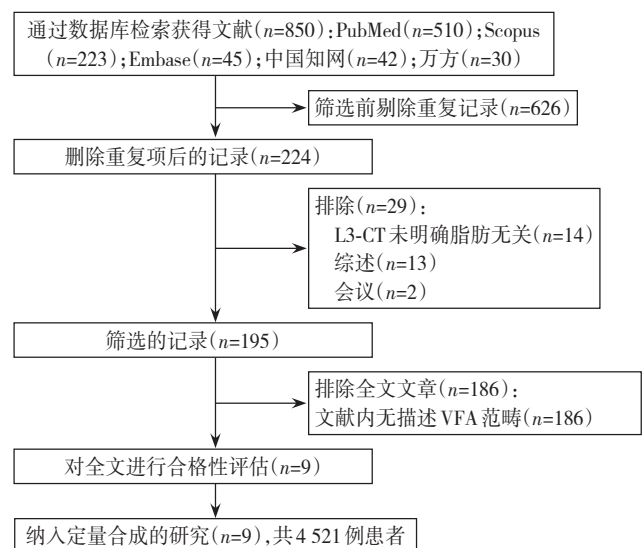 通过数据库检索获得文献(n=850):PubMed(n=510);Scopus
(n=223);Embase(n=45);中国知网(n=42);万方(n=30)
筛选前剔除重复记录(n=626)
删除重复项后的记录(n=224)
排除(n=29):
L3-CT未明确脂肪无关(n=14)
综述(n=13)
会议(n=2)
筛选的记录(n=195)
排除全文文章(n=186):
文献内无描述VFA范畴(n=186)
对全文进行合格性评估(n=9)
纳入定量合成的研究(n=9),共4 521例患者